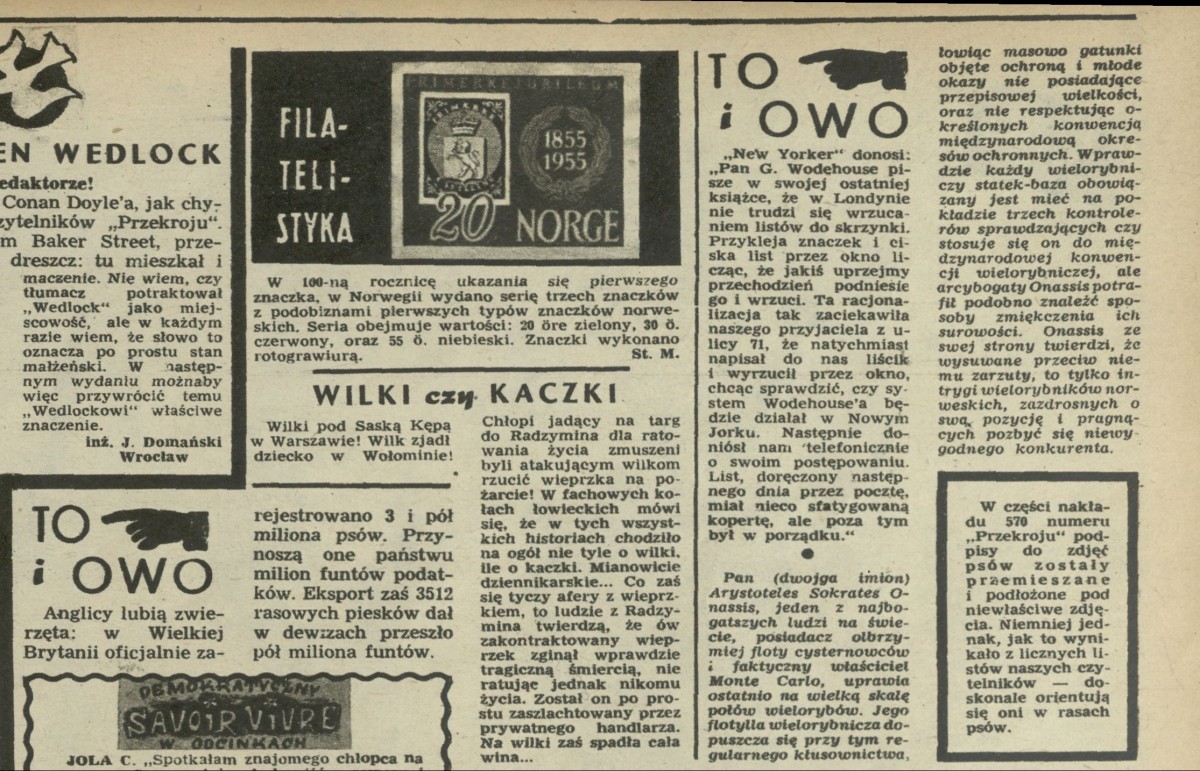 EN WEDLOCK
edaktorze!
Conan Doyle'a, jak chy-
zytelników „Przekroju".
m Baker Street, prze-
dreszcz: tu mieszkał i
maczenie. Nie wiem, czy
tłumacz potraktował
„Wedlock" jako miej-
scowość, ale w każdym
razie wiem, że słowo to
oznacza po prostu stan
małżeński. W następ-
nym wydaniu możnaby
więc przywrócić temu
„Wedlockowi" właściwe
znaczenie.
inż. J. Domański
Wrocław
TO
i OWO
Anglicy lubią zwie-
rzęta: w Wielkiej
Brytanii oficjalnie za-
rejestrowano 3 i pół
miliona psów. Przy-
noszą one państwu
milion funtów podat-
ków. Eksport zaś 3512
rasowych piesków dał
w dewizach przeszło
pół miliona funtów.
DEMOKRATYCZNY
SAVOIR VIVRE
W ODCINKACH
JOLA C. „Spotkałam znajomego chłopca na
FILA-
TELI-
STYKA
FRIMERKEJUBILEUM
FRIMERKE
1855
1955
20 NORGE
W 100-ną rocznicę ukazania się pierwszego
znaczka, w Norwegii wydano serię trzech znaczków
z podobiznami pierwszych typów znaczków norwe-
skich. Seria obejmuje wartości: 20 öre zielony, 30 ö.
czerwony, oraz 55 ö. niebieski. Znaczki wykonano
rotograwiurą. St. M.
WILKI czy KACZKI
Wilki pod Saską Kępą
w Warszawie! Wilk zjadł
dziecko w Wołominie!
Chłopi jadący na targ
do Radzymina dla rato-
wania życia zmuszeni
byli atakującym wilkom
rzucić wieprzka na po-
żarcie! W fachowych ko-
łach łowieckich mówi
się, że w tych wszyst-
kich historiach chodziło
na ogół nie tyle o wilki,
ile o kaczki. Mianowicie
dziennikarskie... Co zaś
się tyczy afery z wieprz-
kiem, to ludzie z Radzy-
mina twierdzą, że ów
zakontraktowany wiep-
rzek zginął wprawdzie
tragiczną śmiercią, nie
ratując jednak nikomu
życia. Został on po pro-
stu zaszlachtowany przez
prywatnego handlarza.
Na wilki zaś spadła cała
wina...
TO
i OWO
„New Yorker" donosi:
„Pan G. Wodehouse pi-
sze w swojej ostatniej
książce, że w Londynie
nie trudzi się wrzuca-
niem listów do skrzynki.
Przykleja znaczek i ci-
ska list przez okno li-
cząc, że jakiś uprzejmy
przechodzień podniesie
go i wrzuci. Ta racjona-
lizacja tak zaciekawiła
naszego przyjaciela z u-
licy 71, że natychmiast
napisał do nas liścik
i wyrzucił przez okno,
chcąc sprawdzić, czy sy-
stem Wodehouse'a bę-
dzie działał w Nowym
Jorku. Następnie do-
niósł nam telefonicznie
o swoim postępowaniu.
List, doręczony następ-
nego dnia przez pocztę,
miał nieco sfatygowaną
kopertę, ale poza tym
był w porządku."
Pan (dwojga imion)
Arystoteles Sokrates O-
nassis, jeden z najbo-
gatszych ludzi na świe-
cie, posiadacz olbrzy-
miej floty cysternowców
i faktyczny właściciel
Monte Carlo, uprawia
ostatnio na wielką skalę
połów wielorybów. Jego
flotylla wielorybnicza do-
puszcza się przy tym re-
gularnego kłusownictwa,
łowiąc masowo gatunki
objęte ochroną i młode
okazy nie posiadające
przepisowej wielkości,
oraz nie respektując o-
kreślonych konwencją
międzynarodową okre-
sów ochronnych. Wpraw-
dzie każdy wielorybni-
czy statek-baza obowią-
zany jest mieć na po-
kładzie trzech kontrole-
rów sprawdzających czy
stosuje się on do mię-
dzynarodowej konwen-
cji wielorybniczej, ale
arcybogaty Onassis potra-
fił podobno znaleźć spo-
soby zmiękczenia ich
surowości. Onassis ze
swej strony twierdzi, że
wysuwane przeciw nie-
mu zarzuty, to tylko in-
trygi wielorybników nor-
weskich, zazdrosnych o
swą pozycję i pragną-
cych pozbyć się niewy-
godnego konkurenta.
W części nakła-
du 570 numeru
„Przekroju" pod-
pisy do zdjęć
psów zostały
przemieszane
i podłożone pod
niewłaściwe zdję-
cia. Niemniej jed-
nak, jak to wyni-
kało z licznych li-
stów naszych czy-
telników — do-
skonale orientują
się oni w rasach
psów.